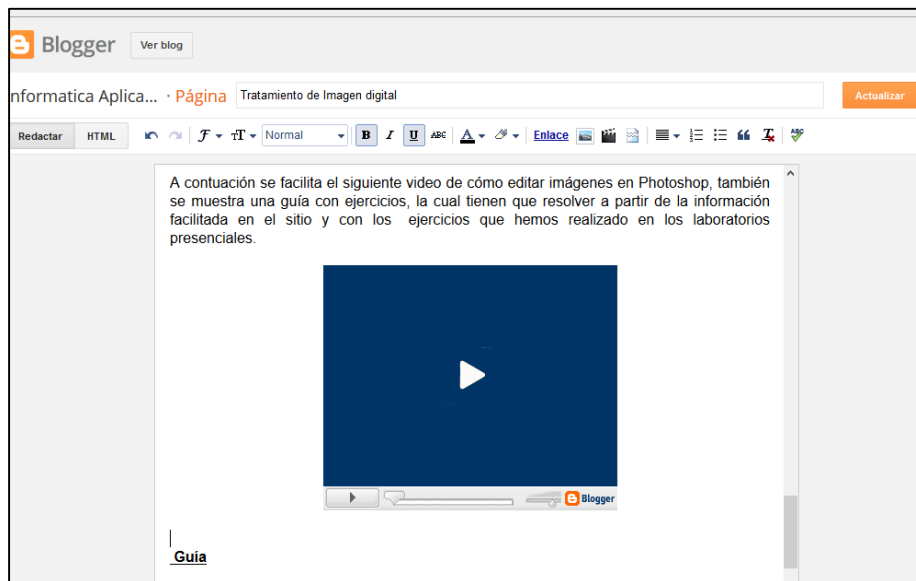 Blogger Ver blog
nformatica Aplica... · Página Tratamiento de Imagen digital Actualizar
Redactar HTML F T Normal B I U ABC A Enlace T ABC
A contuación se facilita el siguiente video de cómo editar imágenes en Photoshop, también
se muestra una guía con ejercicios, la cual tienen que resolver a partir de la información
facilitada en el sitio y con los ejercicios que hemos realizado en los laboratorios
presenciales.
Blogger
Guía